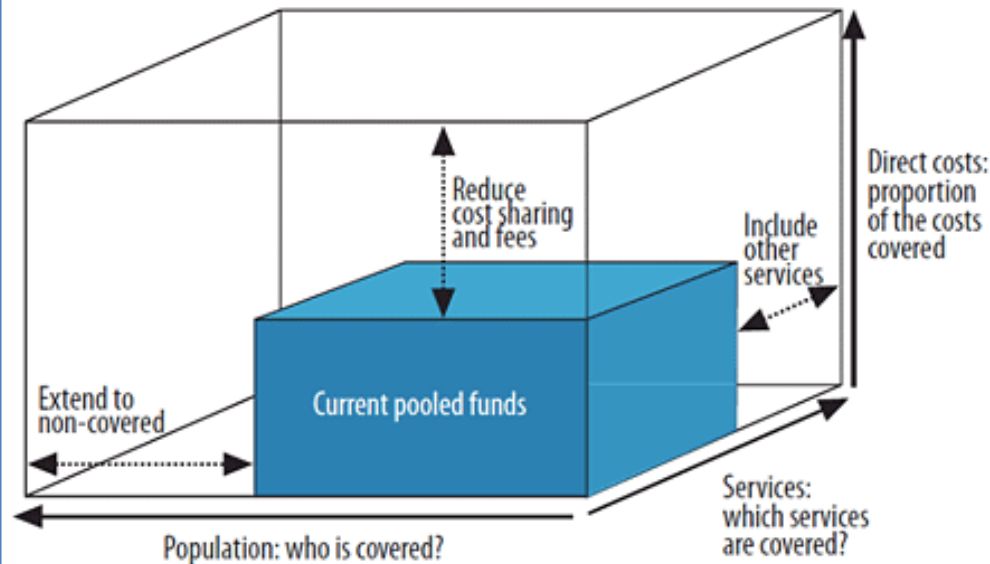 Reduce
cost sharing
and fees
Direct costs:
proportion
of the costs
covered
Include
other
services
Extend to
non-covered
Current pooled funds
Services:
which services
are covered?
Population: who is covered?